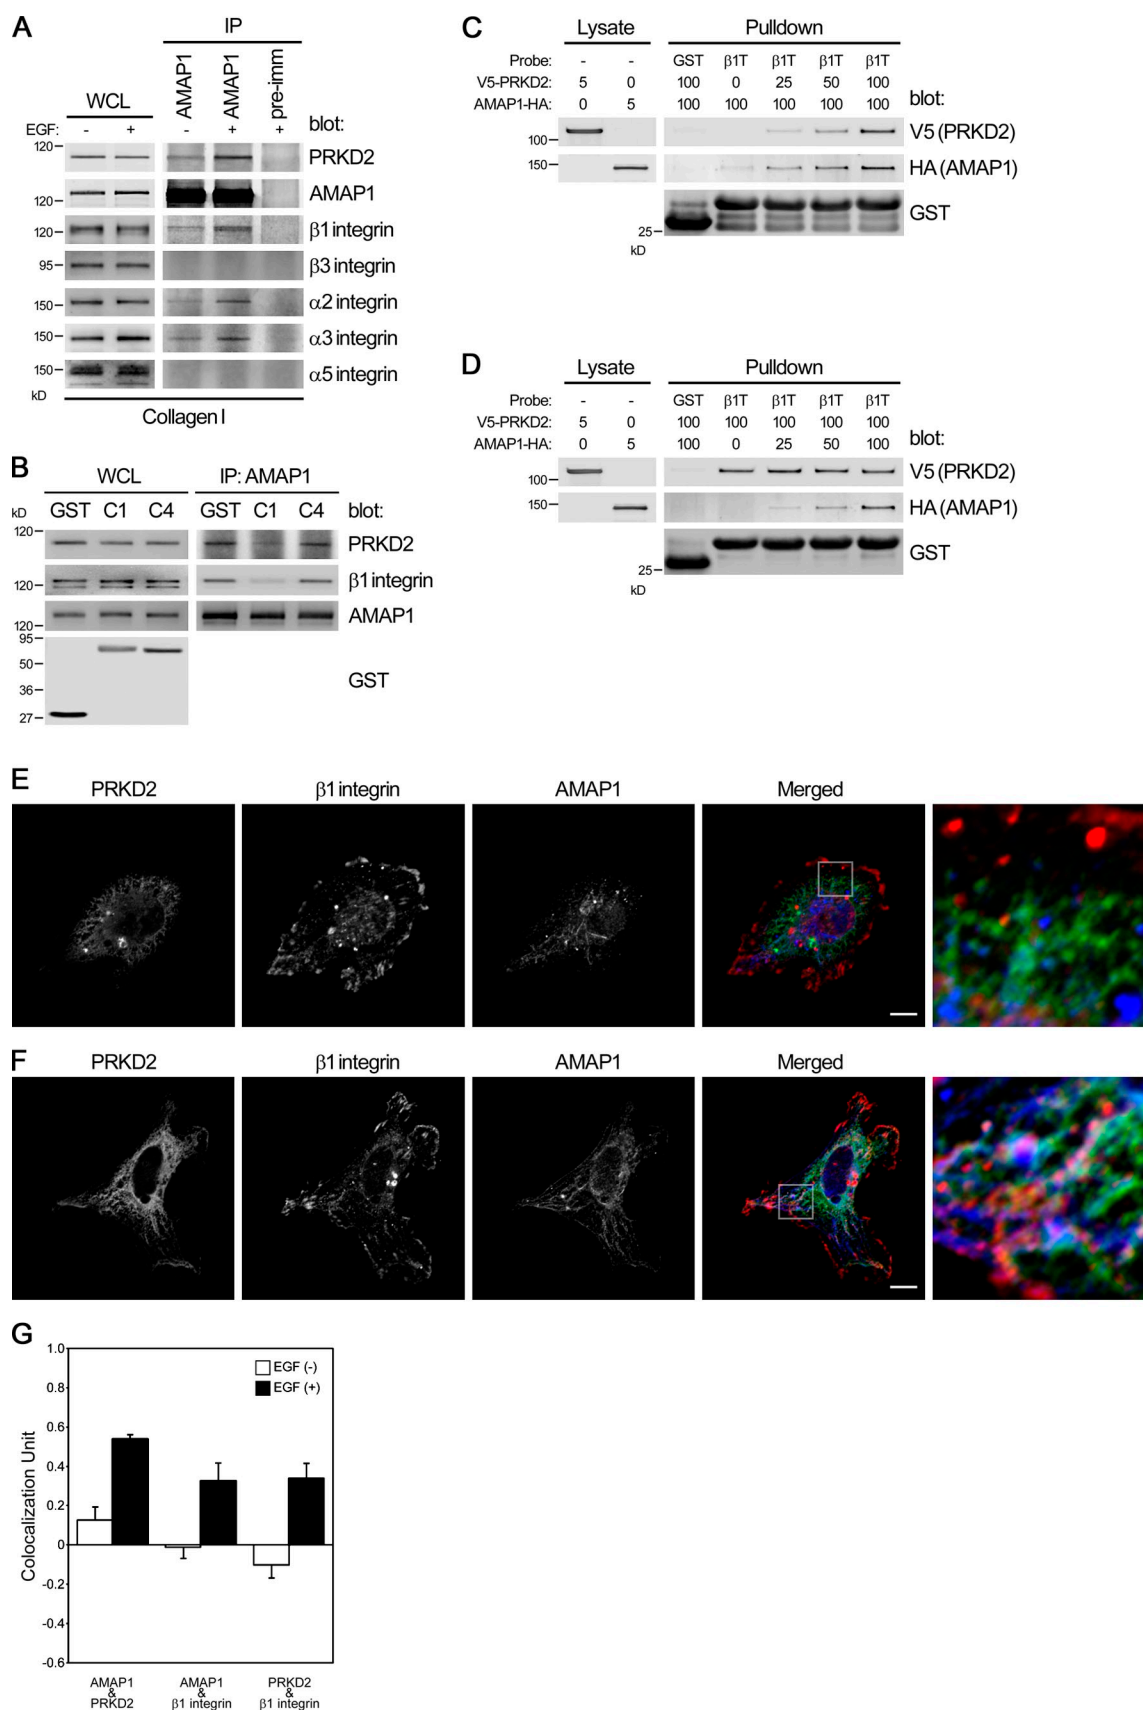 A
IP
AMAP1 AMAP1 pre-imm
WCL
EGF: - + - + + blot:
120 PRKD2
120 AMAP1
120 β1 integrin
95 β3 integrin
150 α2 integrin
150 α3 integrin
150 α5 integrin
kD
Collagen I
B
WCL IP: AMAP1
kD GST C1 C4 GST C1 C4 blot:
120 PRKD2
120 β1 integrin
120 AMAP1
95
50
36
27
GST
C
Lysate Pulldown
Probe: - - GST β1T β1T β1T β1T
V5-PRKD2: 5 0 100 0 25 50 100
AMAP1-HA: 0 5 100 100 100 100 100
blot:
100 V5 (PRKD2)
150 HA (AMAP1)
25 GST
kD
D
Lysate Pulldown
Probe: - - GST β1T β1T β1T β1T
V5-PRKD2: 5 0 100 100 100 100 100
AMAP1-HA: 0 5 100 0 25 50 100
blot:
100 V5 (PRKD2)
150 HA (AMAP1)
25 GST
kD
E
PRKD2 β1 integrin AMAP1 Merged
F
PRKD2 β1 integrin AMAP1 Merged
G
1.0
0.8
0.6
0.4
0.2
0
-0.2
-0.4
-0.6
Colocalization Unit
EGF (-)
EGF (+)
AMAP1 & PRKD2
AMAP1 & β1 integrin
PRKD2 & β1 integrin